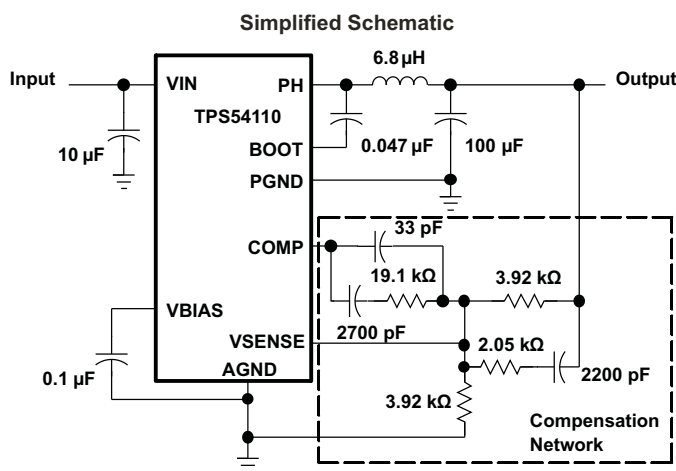 Simplified Schematic
6.8 µH
Input
VIN
PH
Output
TPS54110
10 µF
BOOT
0.047 µF
100 µF
PGND
COMP
33 pF
19.1 kΩ
3.92 kΩ
VBIAS
2700 pF
VSENSE
2.05 kΩ
2200 pF
0.1 µF
AGND
3.92 kΩ
Compensation
Network